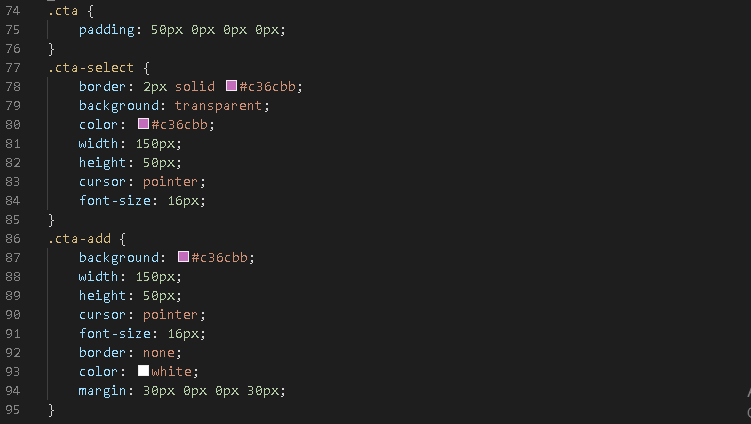 74 .cta {
75     padding: 50px 0px 0px 0px;
76 }
77 .cta-select {
78     border: 2px solid #c36cbb;
79     background: transparent;
80     color: #c36cbb;
81     width: 150px;
82     height: 50px;
83     cursor: pointer;
84     font-size: 16px;
85 }
86 .cta-add {
87     background: #c36cbb;
88     width: 150px;
89     height: 50px;
90     cursor: pointer;
91     font-size: 16px;
92     border: none;
93     color: white;
94     margin: 30px 0px 0px 30px;
95 }